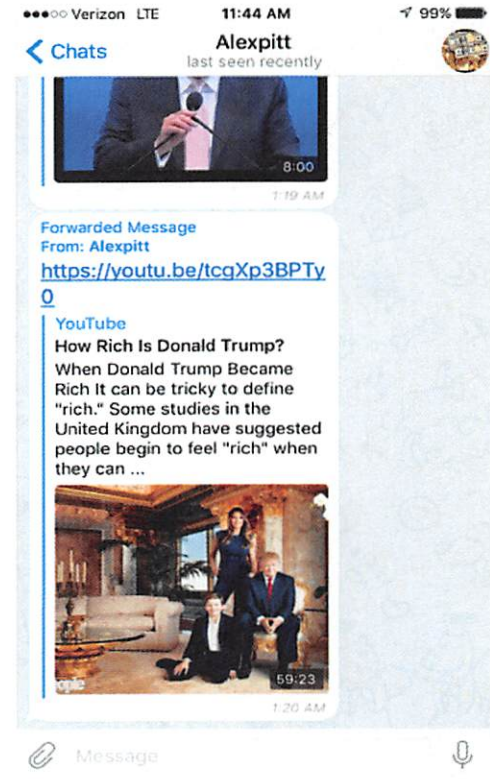 Verizon LTE 11:44 AM 99%
Chats Alexpitt
last seen recently
8:00
1:19 AM
Forwarded Message
From: Alexpitt
https://youtu.be/tcgXp3BPTy
0
YouTube
How Rich Is Donald Trump?
When Donald Trump Became
Rich It can be tricky to define
"rich." Some studies in the
United Kingdom have suggested
people begin to feel "rich" when
they can ...
59:23
1:20 AM
Message